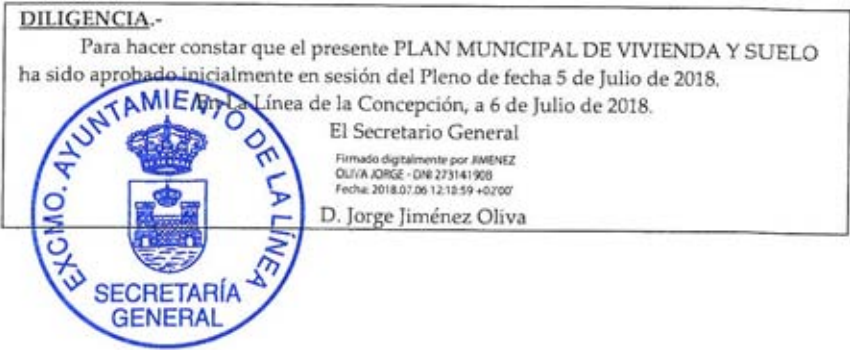 DILIGENCIA.-
Para hacer constar que el presente PLAN MUNICIPAL DE VIVIENDA Y SUELO
ha sido aprobado inicialmente en sesión del Pleno de fecha 5 de Julio de 2018.
En La Línea de la Concepción, a 6 de Julio de 2018.
El Secretario General
Firmado digitalmente por JIMENEZ
OLIVA JORGE - DNI 27314190B
Fecha: 2018.07.06 12:18:59 +02'00'
D. Jorge Jiménez Oliva
EXCMO. AYUNTAMIENTO DE LA LÍNEA
SECRETARÍA
GENERAL